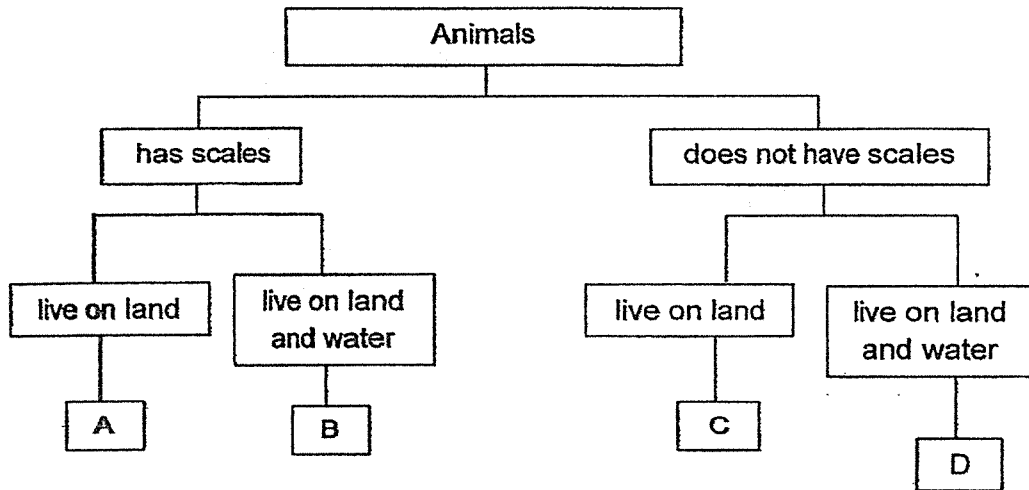 Animals
has scales
does not have scales
live on land
live on land
and water
live on land
live on land
and water
A
B
C
D